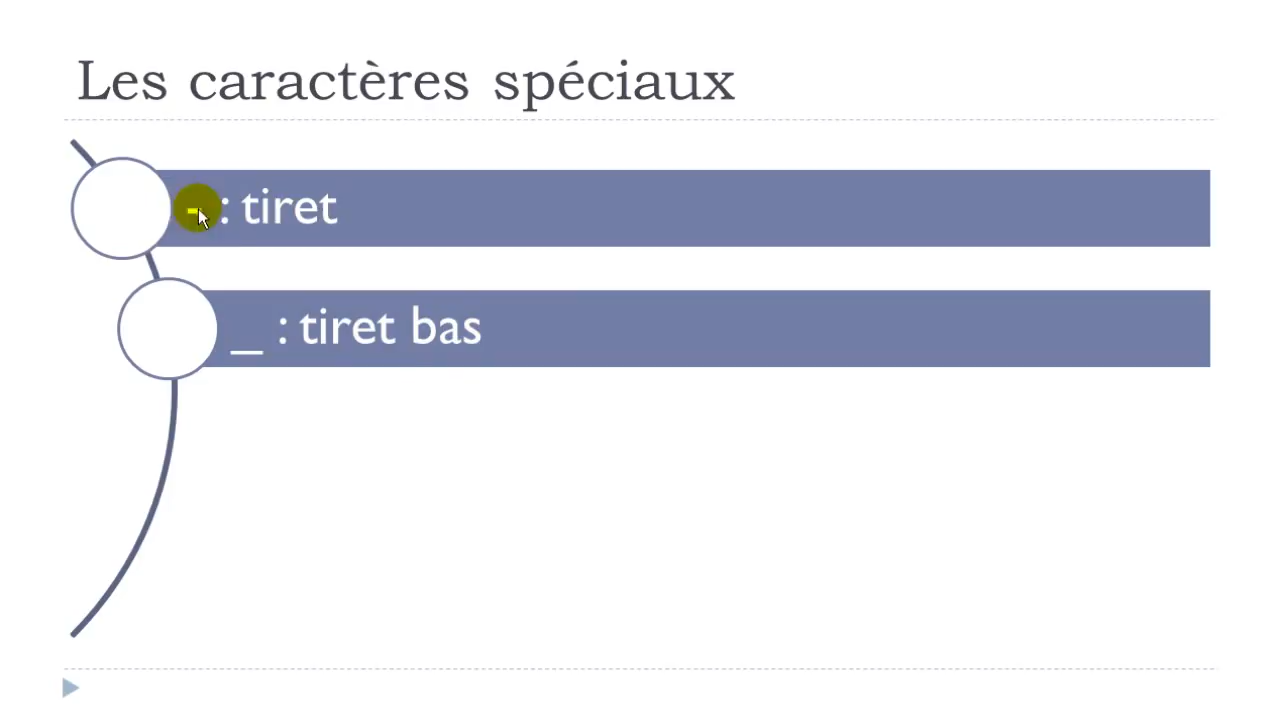 Les caractères spéciaux
- : tiret
_ : tiret bas